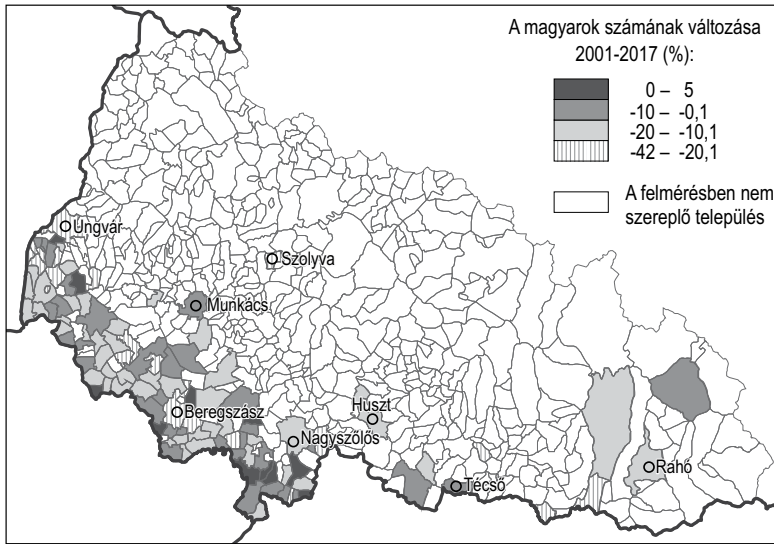 A magyarok számának változása
2001-2017 (%):
0 – 5
-10 – -0,1
-20 – -10,1
-42 – -20,1
A felmérésben nem
szereplő település
Ungvár
Szolyva
Munkács
Huszt
Beregszász
Nagyszőlős
Rahó
Técső